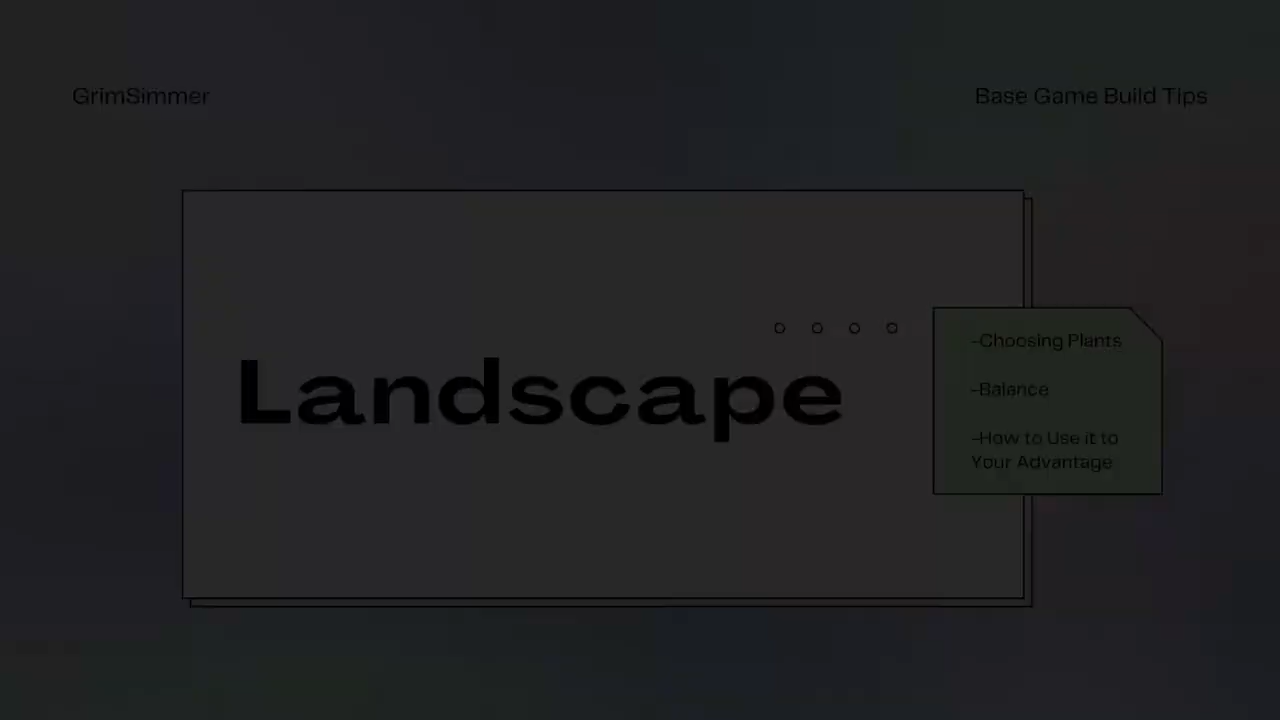 GrimSimmer
Base Game Build Tips
Landscape
-Choosing Plants
-Balance
-How to Use it to
Your Advantage